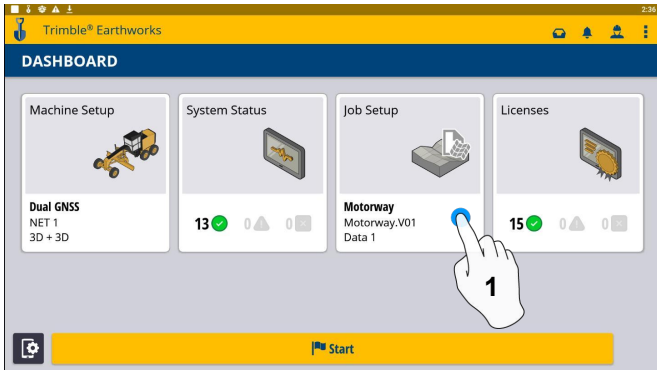 2:36
Trimble® Earthworks
DASHBOARD
Machine Setup
Dual GNSS
NET 1
3D + 3D
System Status
13 0 0
Job Setup
Motorway
Motorway.V01
Data 1
1
Licenses
15 0 0
Start